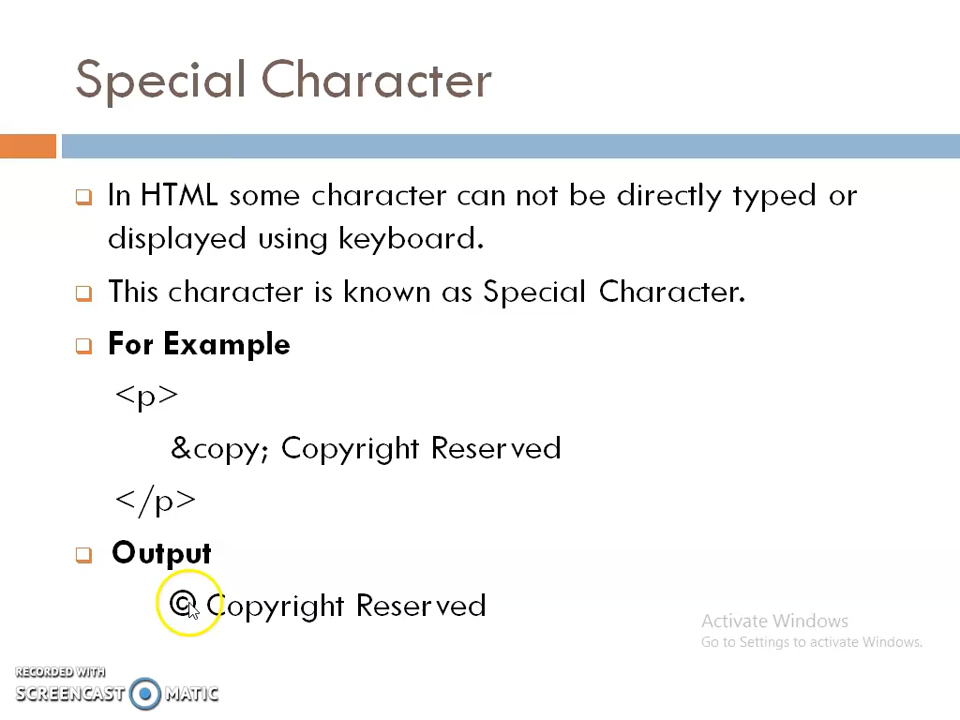 Special Character
In HTML some character can not be directly typed or
displayed using keyboard.
This character is known as Special Character.
For Example
<p>
&copy; Copyright Reserved
</p>
Output
© Copyright Reserved
Activate Windows
Go to Settings to activate Windows.
RECORDED WITH
SCREENCAST MATIC